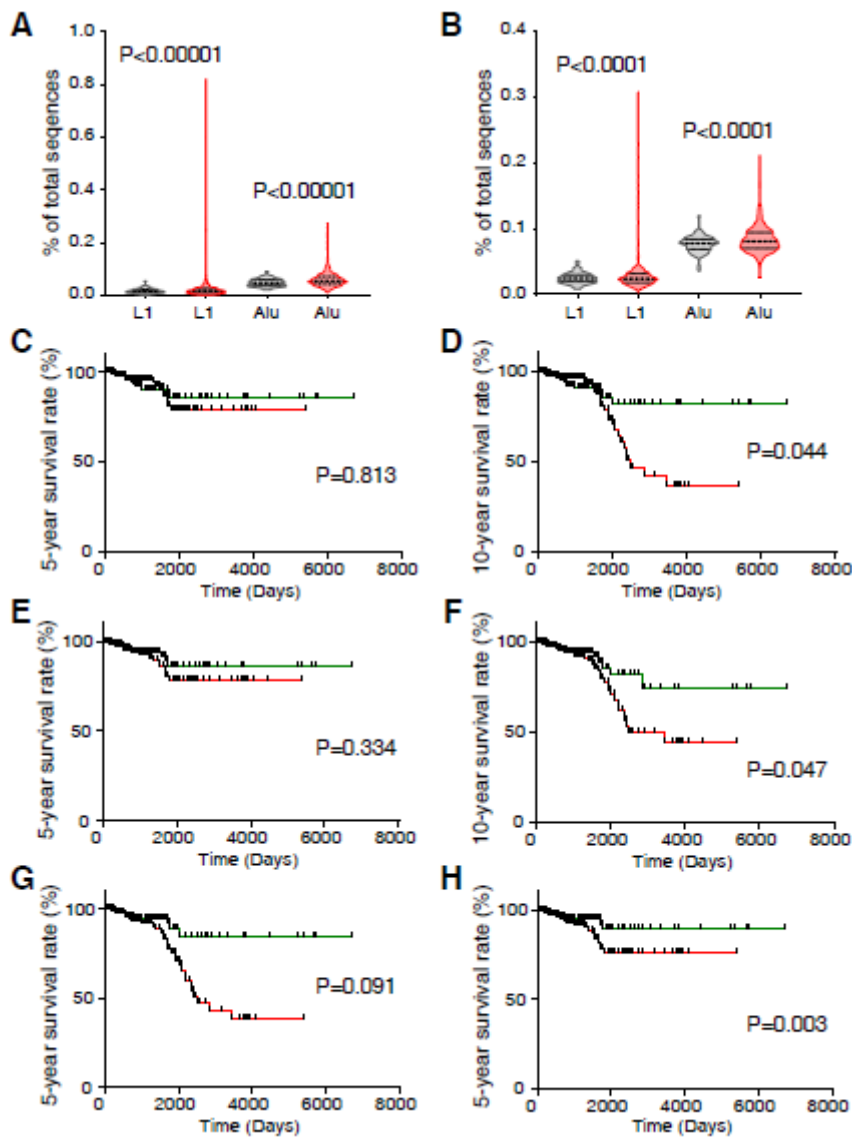 A
% of total seqences
1.0
0.8
0.6
0.4
0.2
0.0
P<0.00001
P<0.00001
L1
L1
Alu
Alu
B
% of total seqences
0.4
0.3
0.2
0.1
0.0
P<0.0001
P<0.0001
L1
L1
Alu
Alu
C
5-year survival rate (%)
100
50
0
P=0.813
0 2000 4000 6000 8000
Time (Days)
D
10-year survival rate (%)
100
50
0
P=0.044
0 2000 4000 6000 8000
Time (Days)
E
5-year survival rate (%)
100
50
0
P=0.334
0 2000 4000 6000 8000
Time (Days)
F
10-year survival rate (%)
100
50
0
P=0.047
0 2000 4000 6000 8000
Time (Days)
G
5-year survival rate (%)
100
50
0
P=0.091
0 2000 4000 6000 8000
Time (Days)
H
5-year survival rate (%)
100
50
0
P=0.003
0 2000 4000 6000 8000
Time (Days)